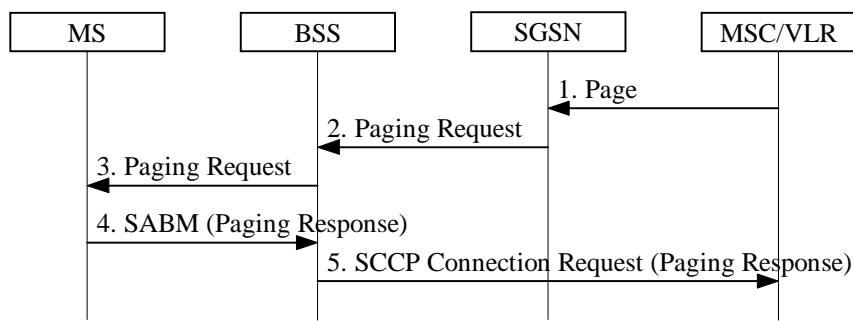 MS
BSS
SGSN
MSC/VLR
1. Page
2. Paging Request
3. Paging Request
4. SABM (Paging Response)
5. SCCP Connection Request (Paging Response)